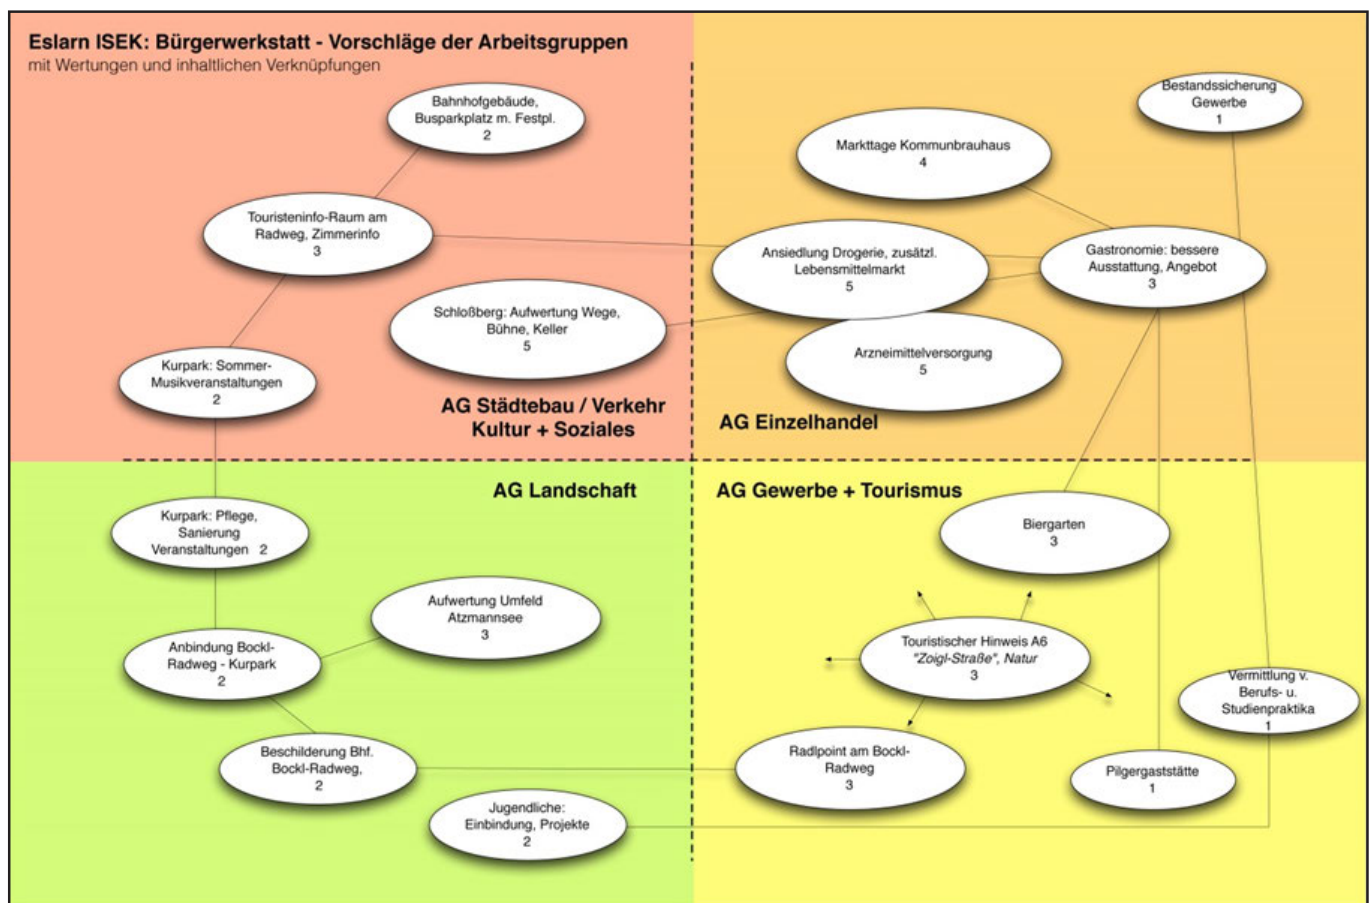 Eslarn ISEK: Bürgerwerkstatt - Vorschläge der Arbeitsgruppen
mit Wertungen und inhaltlichen Verknüpfungen
Bahnhofgebäude,
Busparkplatz m. Festpl.
2
Touristeninfo-Raum am
Radweg, Zimmerinfo
3
Schloßberg: Aufwertung Wege,
Bühne, Keller
5
Kurpark: Sommer-
Musikveranstaltungen
2
AG Städtebau / Verkehr
Kultur + Soziales
Bestandssicherung
Gewerbe
1
Markttage Kommunbrauhaus
4
Ansiedlung Drogerie, zusätzl.
Lebensmittelmarkt
5
Gastronomie: bessere
Ausstattung, Angebot
3
Arzneimittelversorgung
5
AG Einzelhandel
AG Landschaft
Kurpark: Pflege,
Sanierung
Veranstaltungen 2
Aufwertung Umfeld
Atzmannsee
3
Anbindung Bockl-
Radweg - Kurpark
2
Beschilderung Bhf.
Bockl-Radweg,
2
Jugendliche:
Einbindung, Projekte
2
AG Gewerbe + Tourismus
Biergarten
3
Touristischer Hinweis A6
"Zoigl-Straße", Natur
3
Vermittlung v.
Berufs- u.
Studienpraktika
1
Radlpoint am Bockl-
Radweg
3
Pilgergaststätte
1